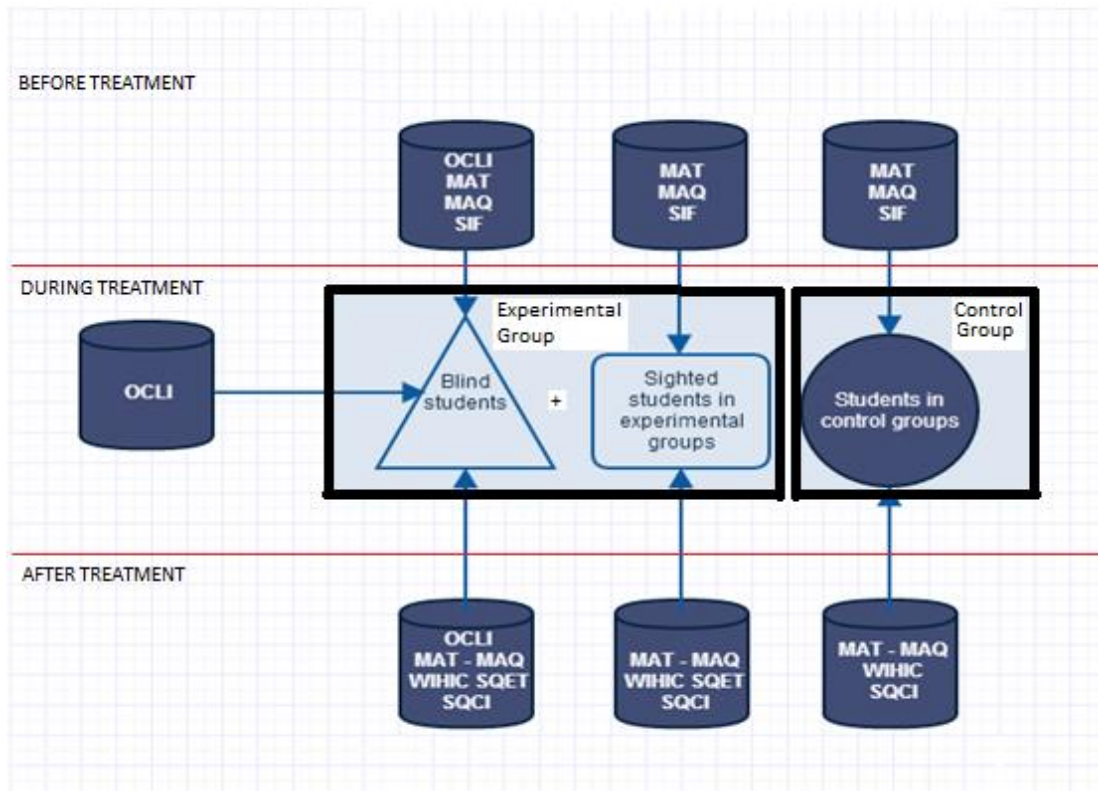 BEFORE TREATMENT
OCLI
MAT
MAQ
SIF
MAT
MAQ
SIF
MAT
MAQ
SIF
DURING TREATMENT
OCLI
Experimental
Group
Blind
students
+
Sighted
students in
experimental
groups
Control
Group
Students in
control groups
AFTER TREATMENT
OCLI
MAT - MAQ
WIHIC SQET
SQCI
MAT - MAQ
WIHIC SQET
SQCI
MAT - MAQ
WIHIC
SQCI